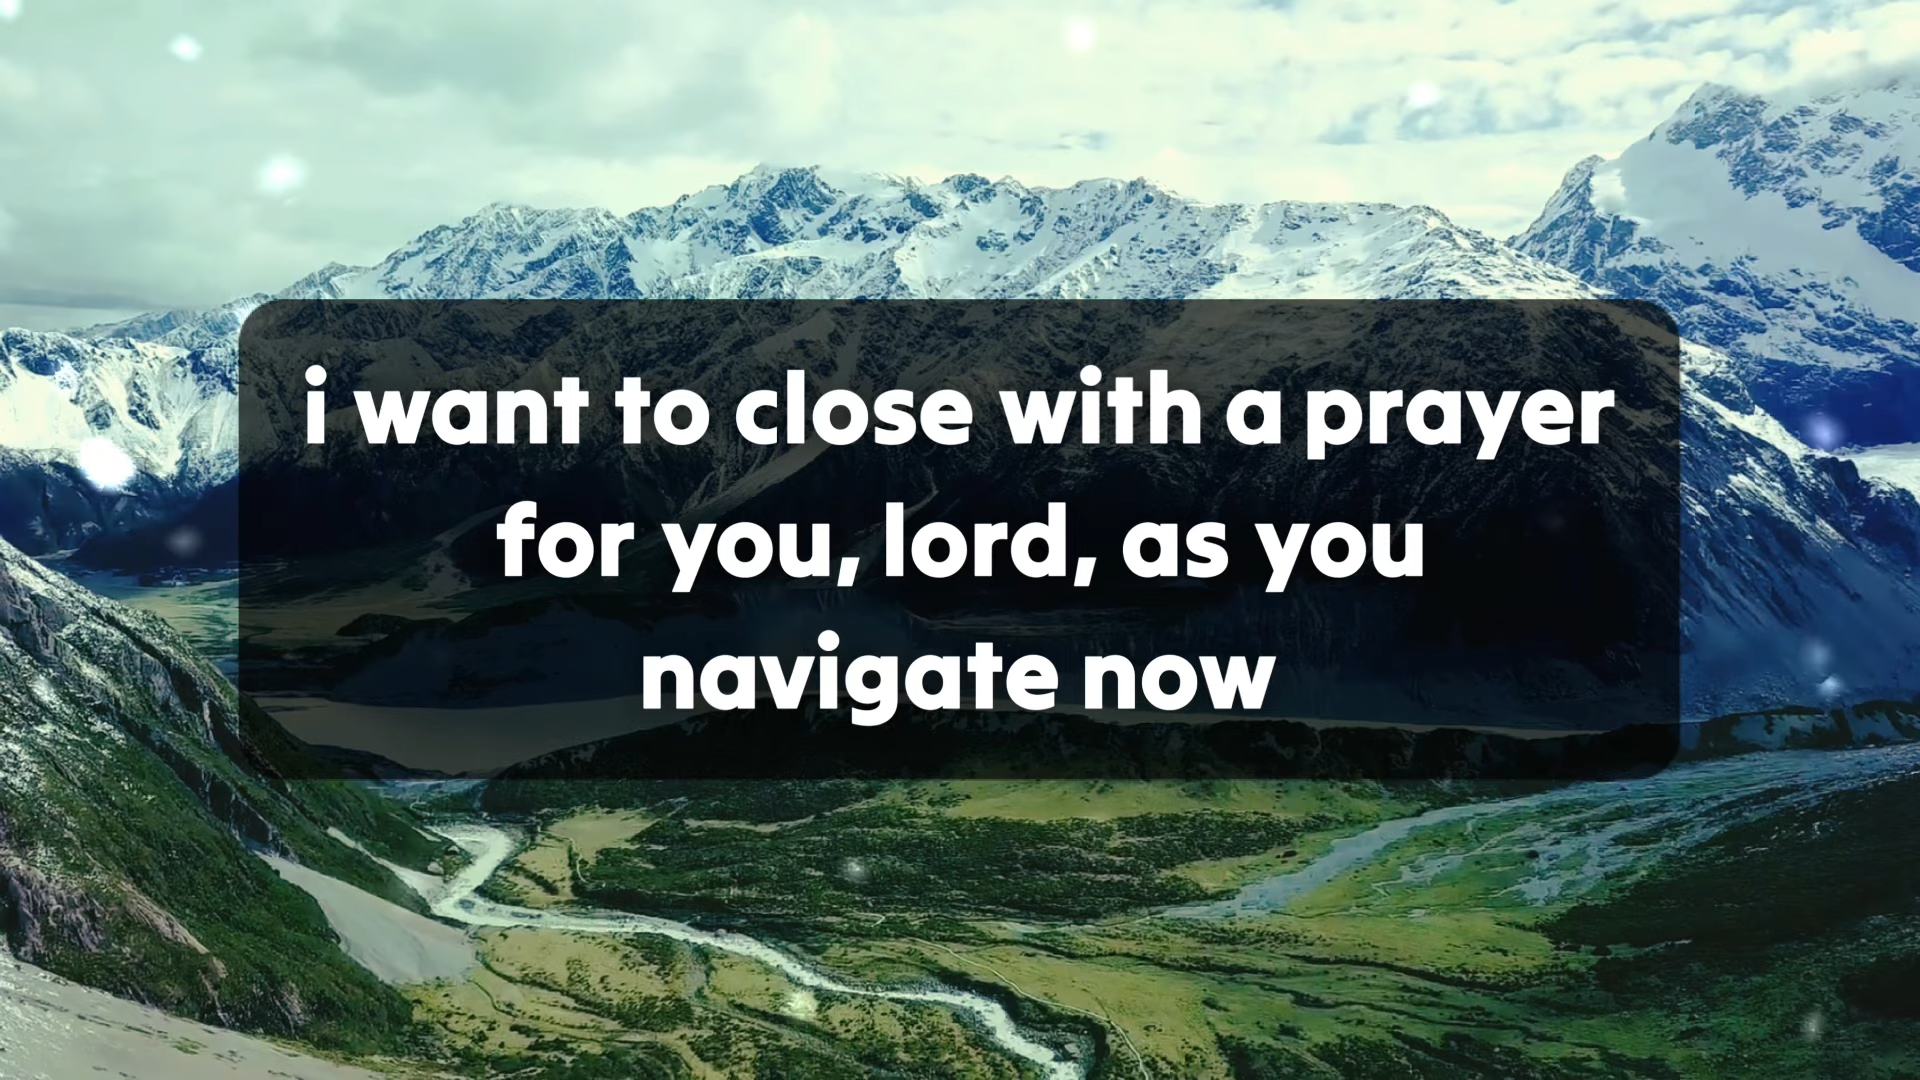 i want to close with a prayer
for you, lord, as you
navigate now